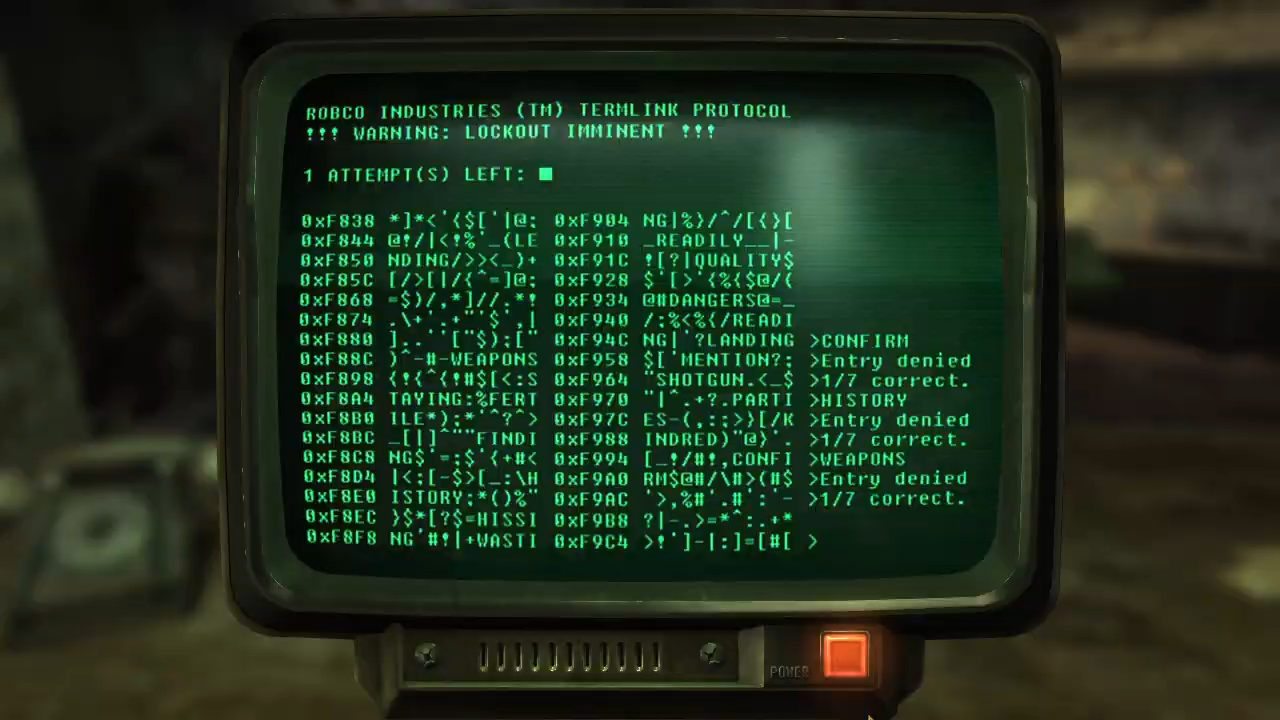 ROBCO INDUSTRIES (TM) TERMLINK PROTOCOL
!!! WARNING: LOCKOUT IMMINENT !!!
1 ATTEMPT(S) LEFT:
0xF838 *]*<'{$['|@; 0xF904 NG|%}/^/[{}[
0xF844 @!/|<!%'_(LE 0xF910 _READILY__|-
0xF850 NDING/>><_)+ 0xF91C ![?|QUALITY$
0xF85C [/>[|/{^=]@; 0xF928 $'[>'{%{$@/(
0xF868 =$)/,*]//.*! 0xF934 @#DANGERS@=_
0xF874 .\+'.+"'$',| 0xF940 /:%<%{/READI
0xF880 ]..''["$);[" 0xF94C NG|'?LANDING >CONFIRM
0xF88C )^-#-WEAPONS 0xF958 $['MENTION?; >Entry denied
0xF898 {!{^{!#$[<:S 0xF964 "SHOTGUN.<_$ >1/7 correct.
0xF8A4 TAYING:%FERT 0xF970 "|^.+?.PARTI >HISTORY
0xF8B0 ILE*);*'^?^> 0xF97C ES-(,:;>}[/K >Entry denied
0xF8BC _[|]^""FINDI 0xF988 INDRED)"@}'. >1/7 correct.
0xF8C8 NG$'=;$'{+#< 0xF994 [_!/#!,CONFI >WEAPONS
0xF8D4 |<:[-$>[_:\H 0xF9A0 RM$@#/\#>(#$ >Entry denied
0xF8E0 ISTORY;*()%" 0xF9AC '>,%#'.#':'- >1/7 correct.
0xF8EC }$*[?$=HISSI 0xF9B8 ?|-.>=*^:.+*
0xF8F8 NG'#!|+WASTI 0xF9C4 >!']-|:]=[#[ >
POWER